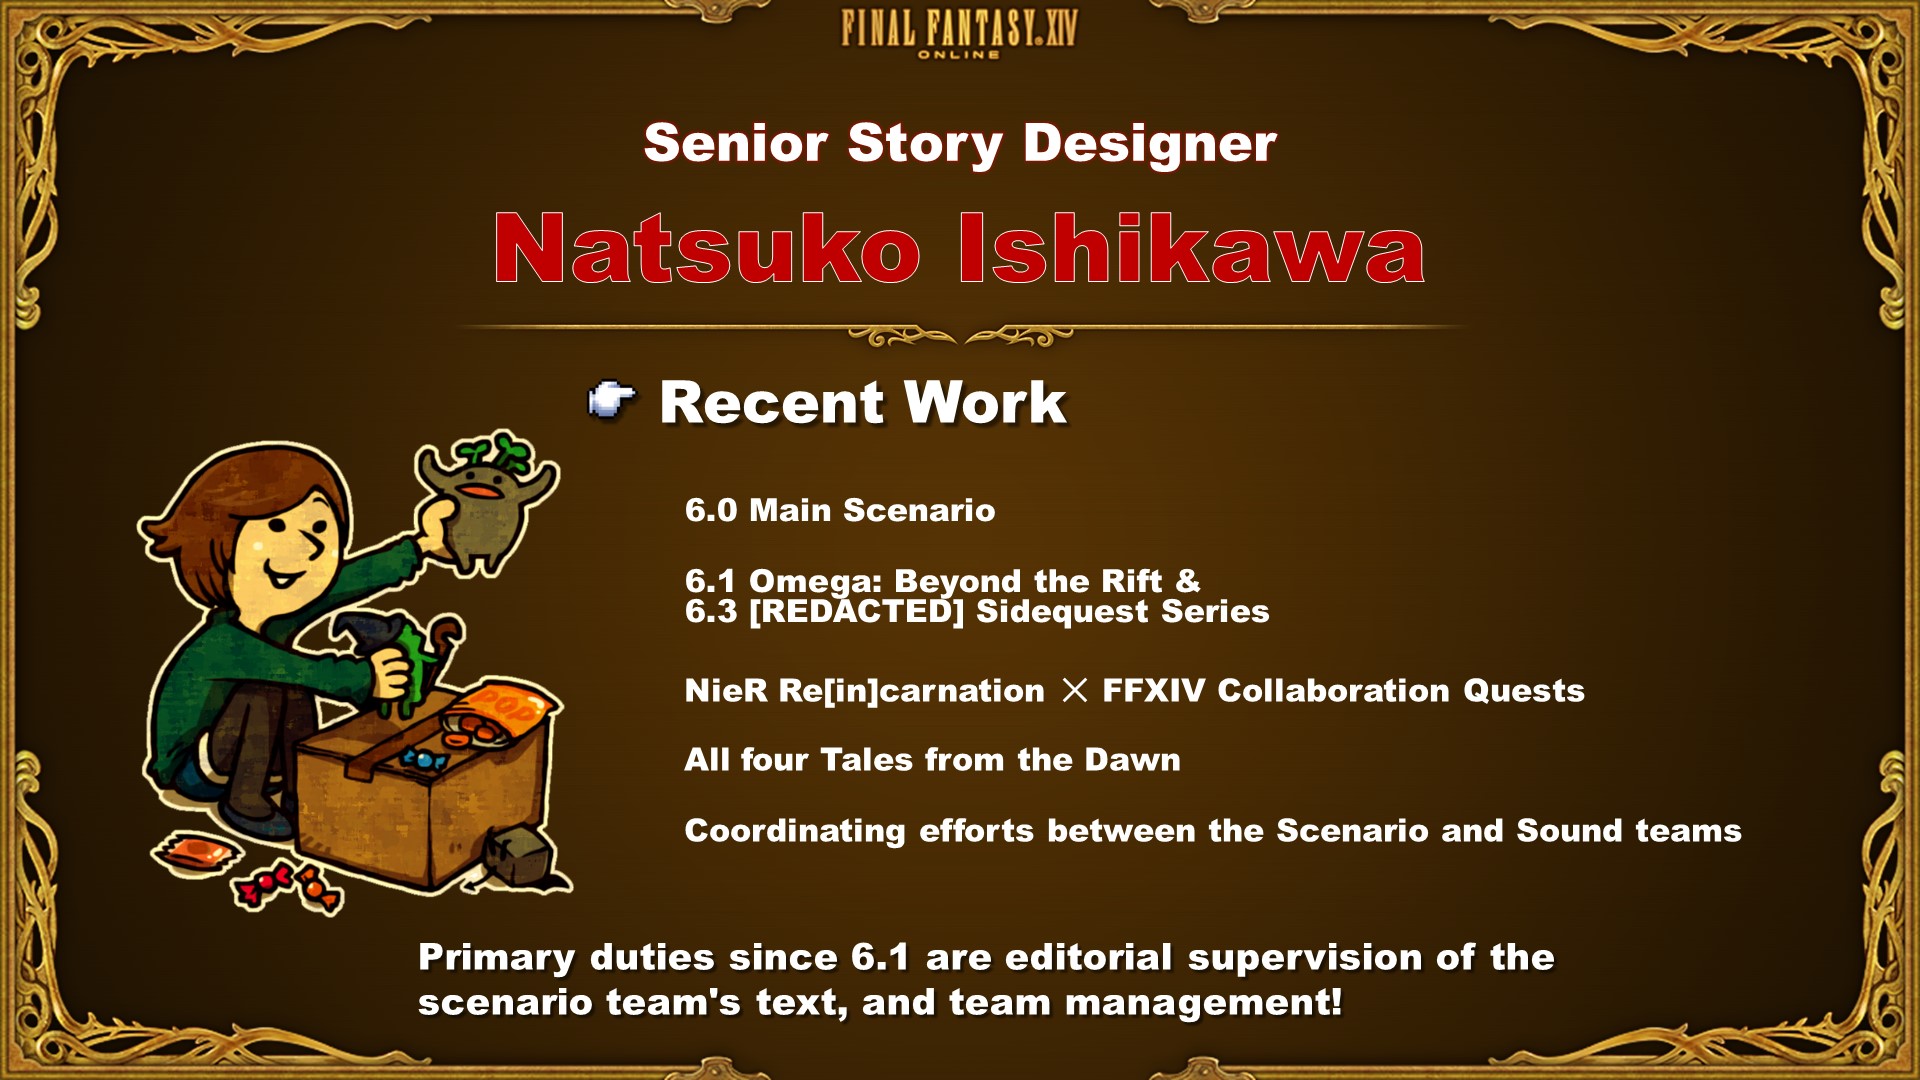 FINAL FANTASY XIV
ONLINE
Senior Story Designer
Natsuko Ishikawa
Recent Work
6.0 Main Scenario
6.1 Omega: Beyond the Rift &
6.3 [REDACTED] Sidequest Series
NieR Re[in]carnation × FFXIV Collaboration Quests
All four Tales from the Dawn
POP
Coordinating efforts between the Scenario and Sound teams
Primary duties since 6.1 are editorial supervision of the
scenario team's text, and team management!